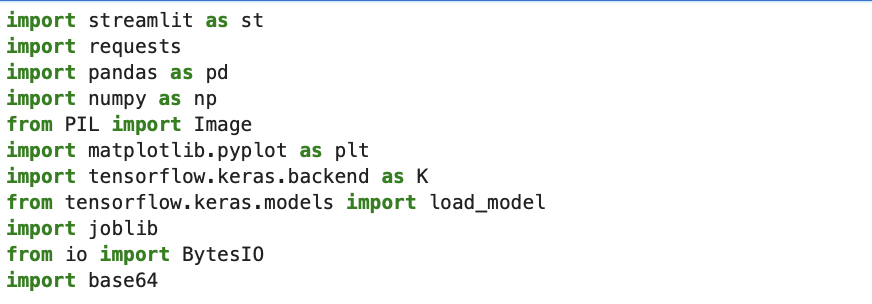 import streamlit as st
import requests
import pandas as pd
import numpy as np
from PIL import Image
import matplotlib.pyplot as plt
import tensorflow.keras.backend as K
from tensorflow.keras.models import load_model
import joblib
from io import BytesIO
import base64